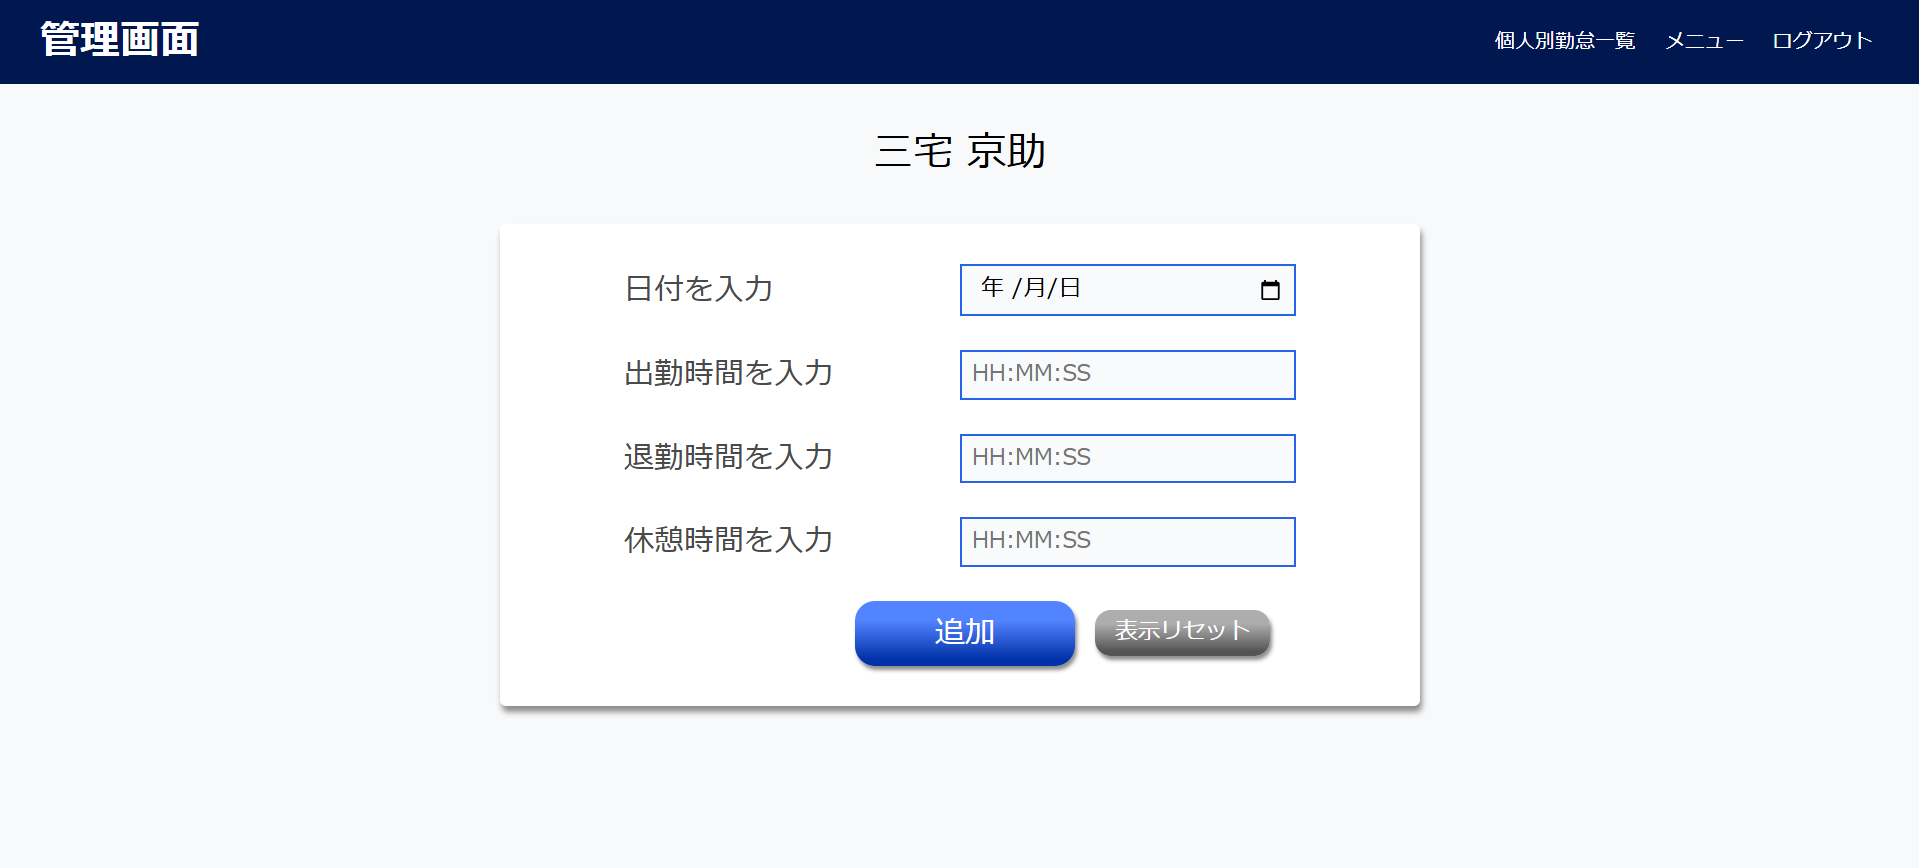 管理画面
個人別勤怠一覧 メニュー ログアウト
三宅 京助
日付を入力
年 /月/日
出勤時間を入力
HH:MM:SS
退勤時間を入力
HH:MM:SS
休憩時間を入力
HH:MM:SS
追加
表示リセット